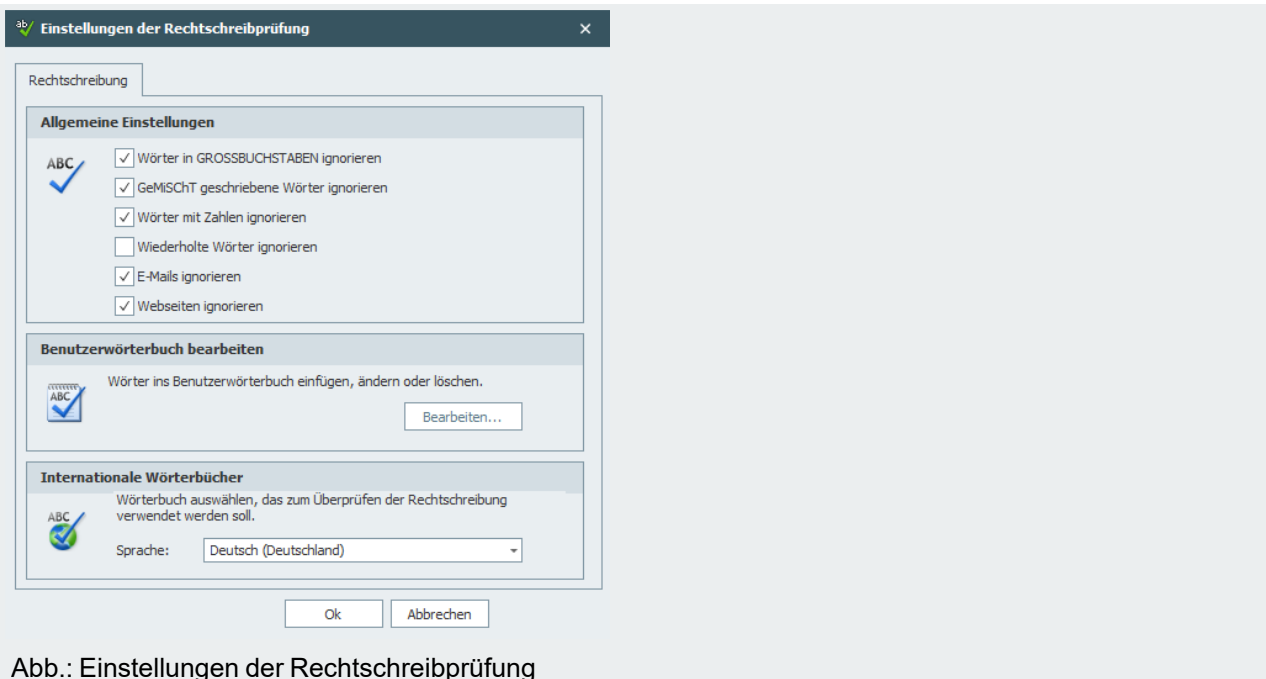 ab Einstellungen der Rechtschreibprüfung
Rechtschreibung
Allgemeine Einstellungen
ABC
Wörter in GROSSBUCHSTABEN ignorieren
GeMiSChT geschriebene Wörter ignorieren
Wörter mit Zahlen ignorieren
Wiederholte Wörter ignorieren
E-Mails ignorieren
Webseiten ignorieren
Benutzerwörterbuch bearbeiten
ABC
Wörter ins Benutzerwörterbuch einfügen, ändern oder löschen.
Bearbeiten...
Internationale Wörterbücher
ABC
Wörterbuch auswählen, das zum Überprüfen der Rechtschreibung
verwendet werden soll.
Sprache: Deutsch (Deutschland)
Ok Abbrechen
Abb.: Einstellungen der Rechtschreibprüfung